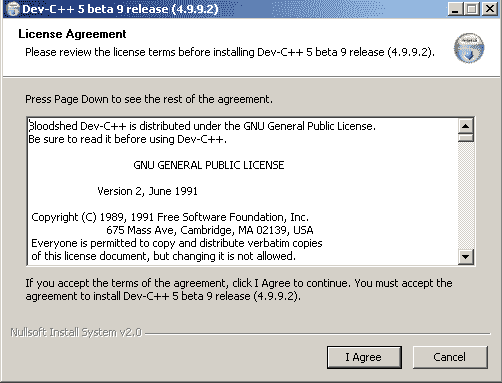 Dev-C++ 5 beta 9 release (4.9.9.2)
License Agreement
Please review the license terms before installing Dev-C++ 5 beta 9 release (4.9.9.2).
Press Page Down to see the rest of the agreement.
Bloodshed Dev-C++ is distributed under the GNU General Public License.
Be sure to read it before using Dev-C++.
GNU GENERAL PUBLIC LICENSE
Version 2, June 1991
Copyright (C) 1989, 1991 Free Software Foundation, Inc.
675 Mass Ave, Cambridge, MA 02139, USA
Everyone is permitted to copy and distribute verbatim copies
of this license document, but changing it is not allowed.
If you accept the terms of the agreement, click I Agree to continue. You must accept the
agreement to install Dev-C++ 5 beta 9 release (4.9.9.2).
Nullsoft Install System v2.0
I Agree
Cancel